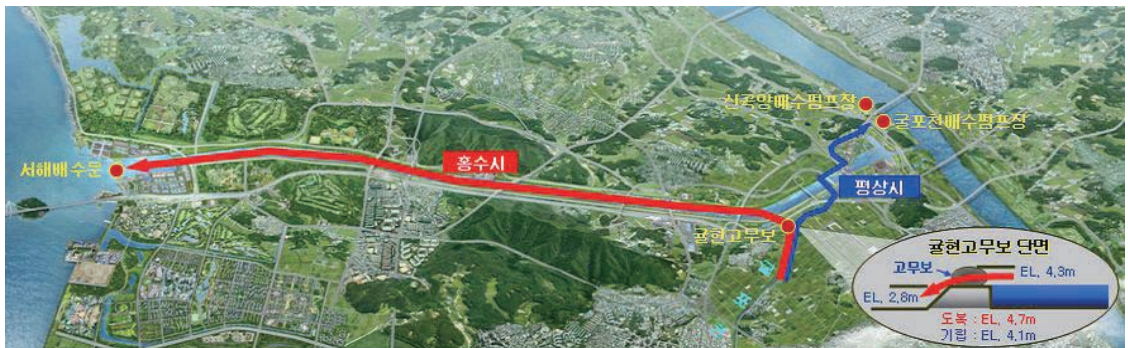 신곡양배수펌프장
굴포천배수펌프장
서해배수문
홍수시
평상시
귤현고무보
귤현고무보 단면
고무보
EL, 4.3m
EL, 2.8m
도복 : EL, 4.7m
기립 : EL, 4.1m